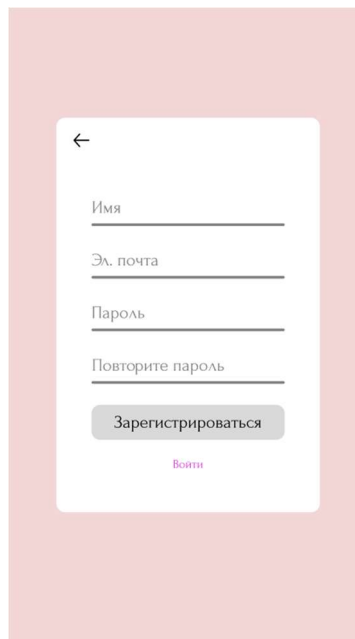 Имя
Эл. почта
Пароль
Повторите пароль
Зарегистрироваться
Войти